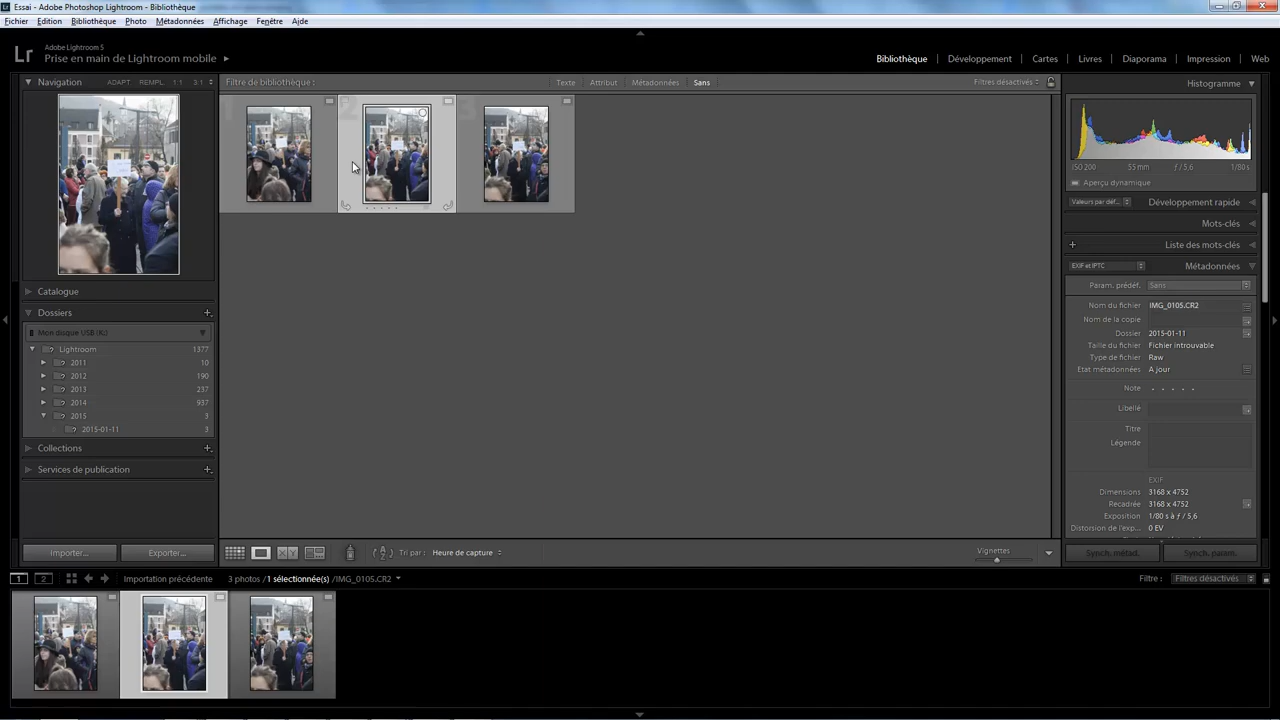 Essai - Adobe Photoshop Lightroom - Bibliothèque
Fichier Edition Bibliothèque Photo Métadonnées Affichage Fenêtre Aide
Lr
Adobe Lightroom 5
Prise en main de Lightroom mobile
Bibliothèque Développement Cartes Livres Diaporama Impression Web
Navigation ADAPT. REMPL. 1:1 3:1
Filtre de bibliothèque : Texte Attribut Métadonnées Sans Filtres désactivés
Histogramme
ISO 200 55 mm ƒ / 5,6
Aperçu dynamique
Valeurs par déf... Développement rapide
Mots-clés
Liste des mots-clés
EXIF et IPTC Métadonnées
Param. prédéf. Sans
Nom du fichier IMG_0105.CR2
Nom de la copie
Dossier 2015-01-11
Taille du fichier Fichier introuvable
Type de fichier Raw
Etat métadonnées A jour
Note
Libellé
Titre
Légende
EXIF
Dimensions 3168 x 4752
Recadrée 3168 x 4752
Exposition 1/80 s à ƒ / 5,6
Distorsion de l'exp... 0 EV
Synch. métad. Synch. param.
Catalogue
Dossiers
Mon disque USB (K:)
Lightroom 1377
2011 10
2012 190
2013 237
2014 937
2015 3
2015-01-11 3
Collections
Services de publication
Importer... Exporter...
Tri par : Heure de capture
Vignettes
1 2 Importation précédente 3 photos / 1 sélectionnée(s) / IMG_0105.CR2
Filtre : Filtres désactivés